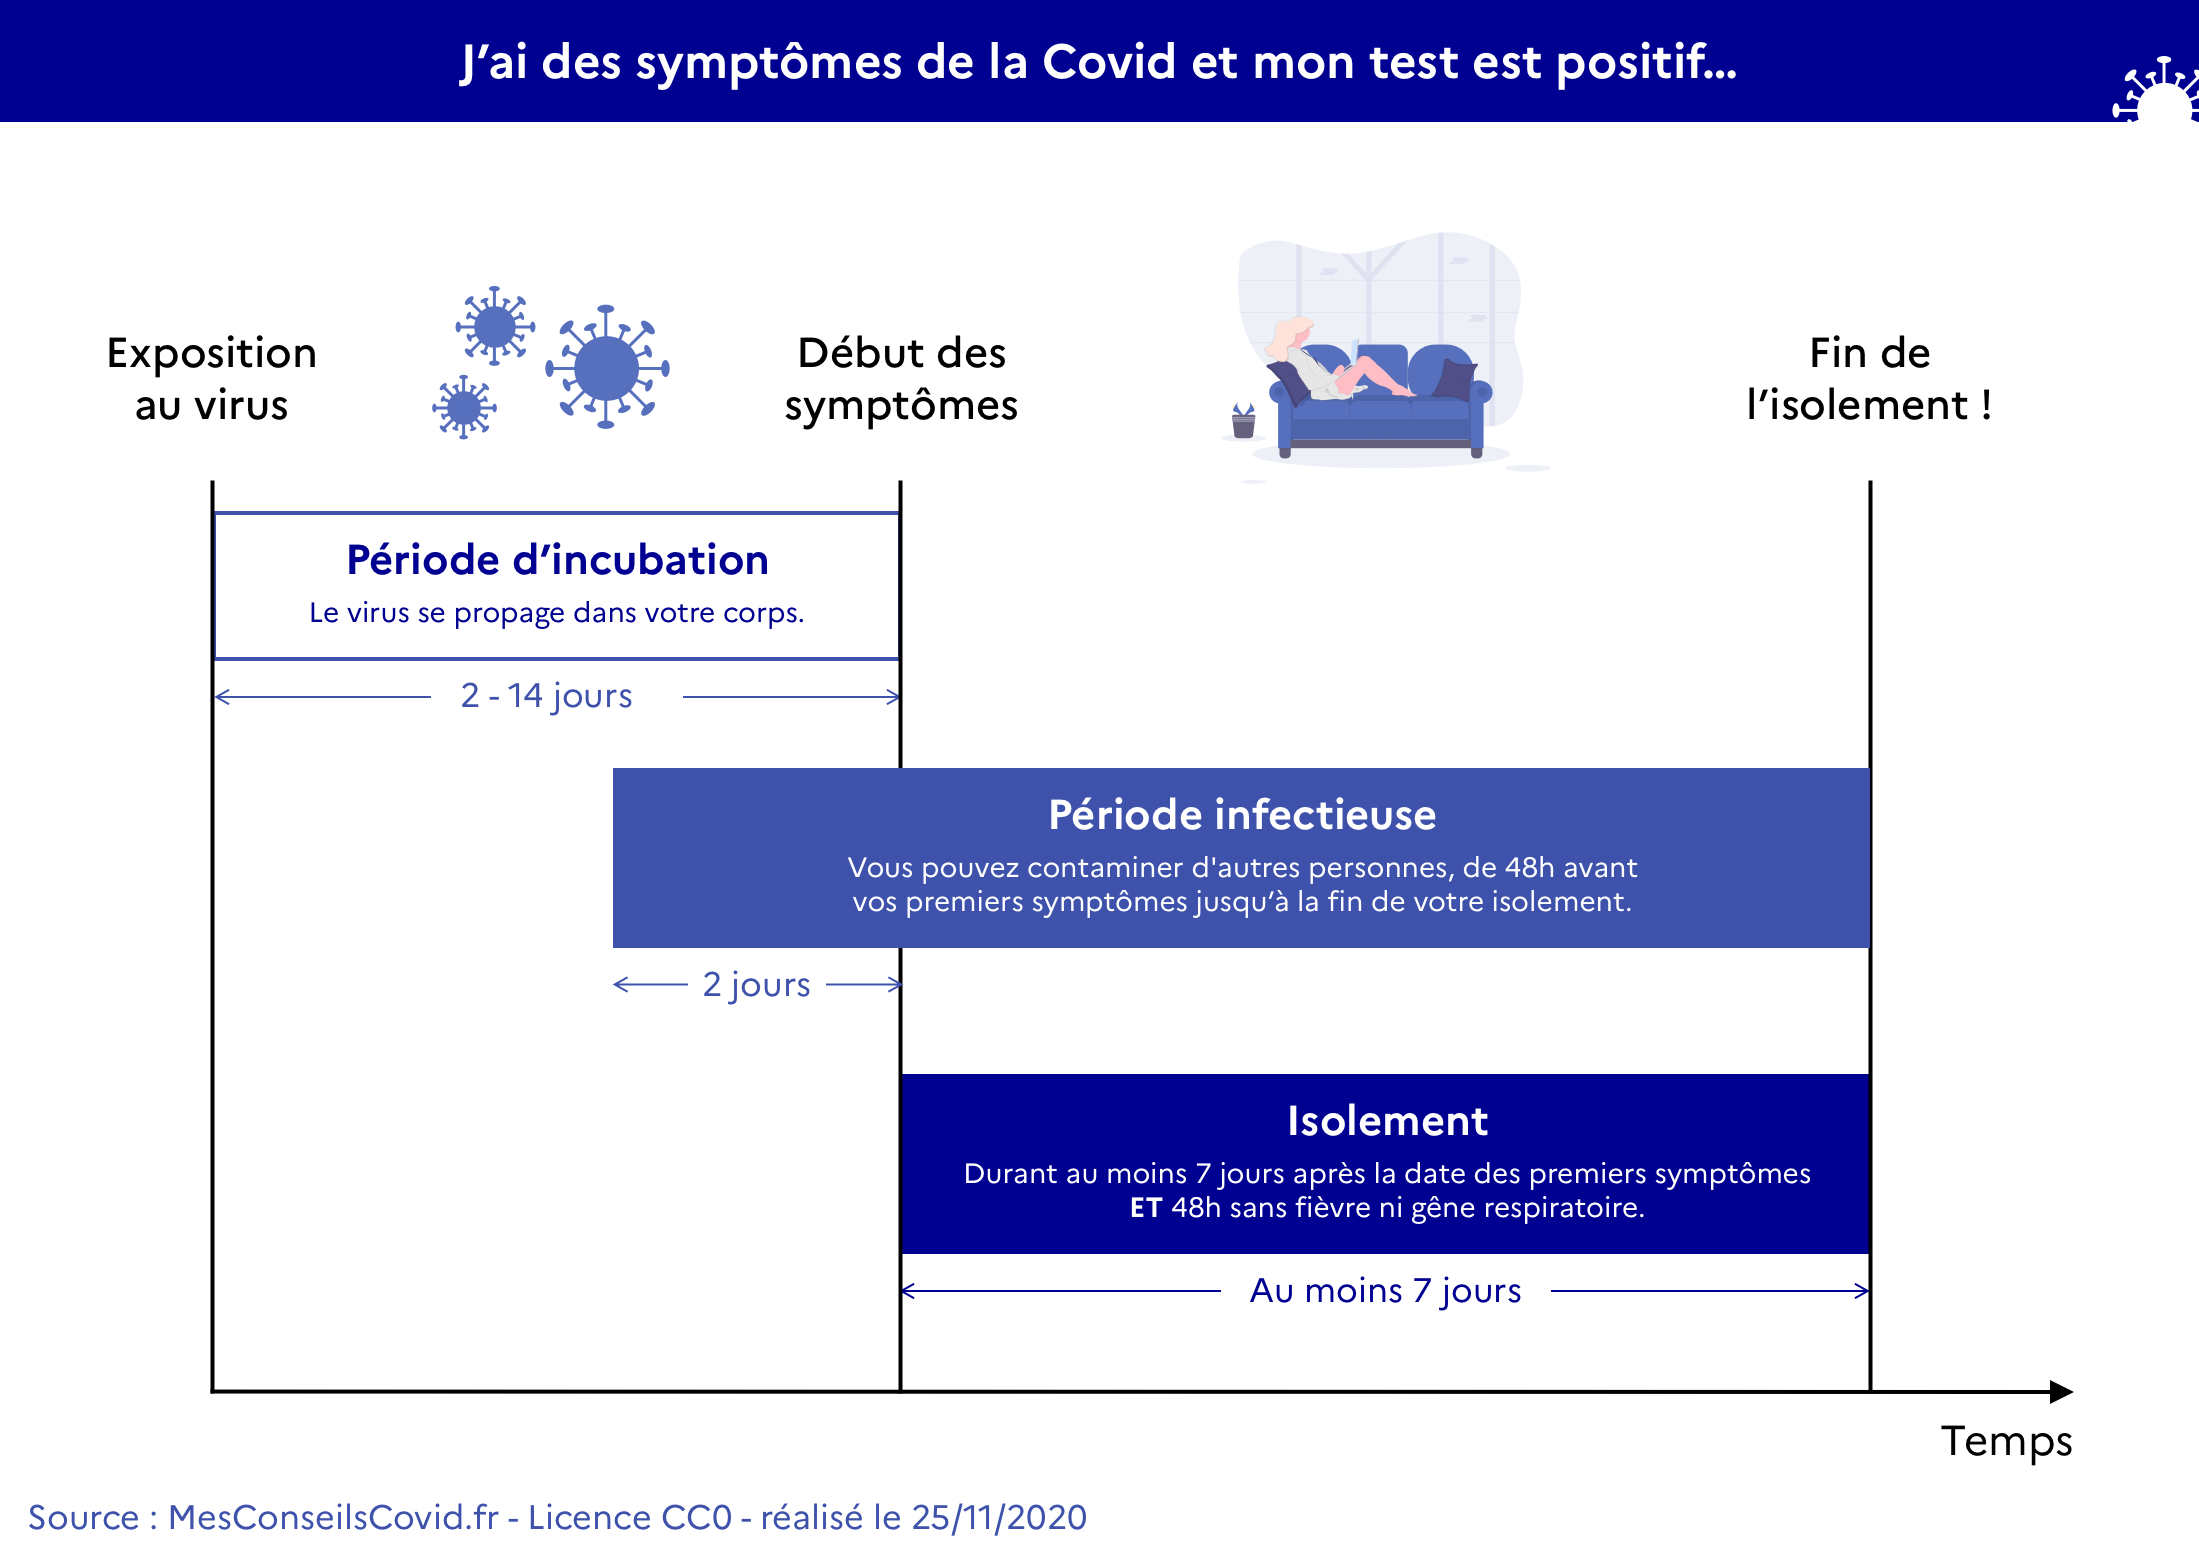 J’ai des symptômes de la Covid et mon test est positif...
Exposition
au virus
Début des
symptômes
Fin de
l’isolement !
Période d’incubation
Le virus se propage dans votre corps.
2 - 14 jours
Période infectieuse
Vous pouvez contaminer d'autres personnes, de 48h avant
vos premiers symptômes jusqu’à la fin de votre isolement.
2 jours
Isolement
Durant au moins 7 jours après la date des premiers symptômes
ET 48h sans fièvre ni gêne respiratoire.
Au moins 7 jours
Temps
Source : MesConseilsCovid.fr - Licence CC0 - réalisé le 25/11/2020